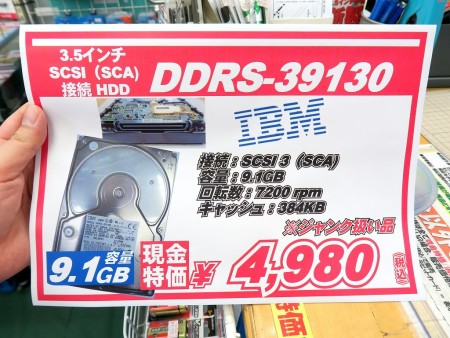 3.5インチ
SCSI（SCA）
接続 HDD
DDRS-39130
IBM
接続：SCSI 3（SCA）
容量：9.1GB
回転数：7200 rpm
キャッシュ：384KB
※ジャンク扱い品
容量
9.1GB
現金
特価
¥4,980
税込